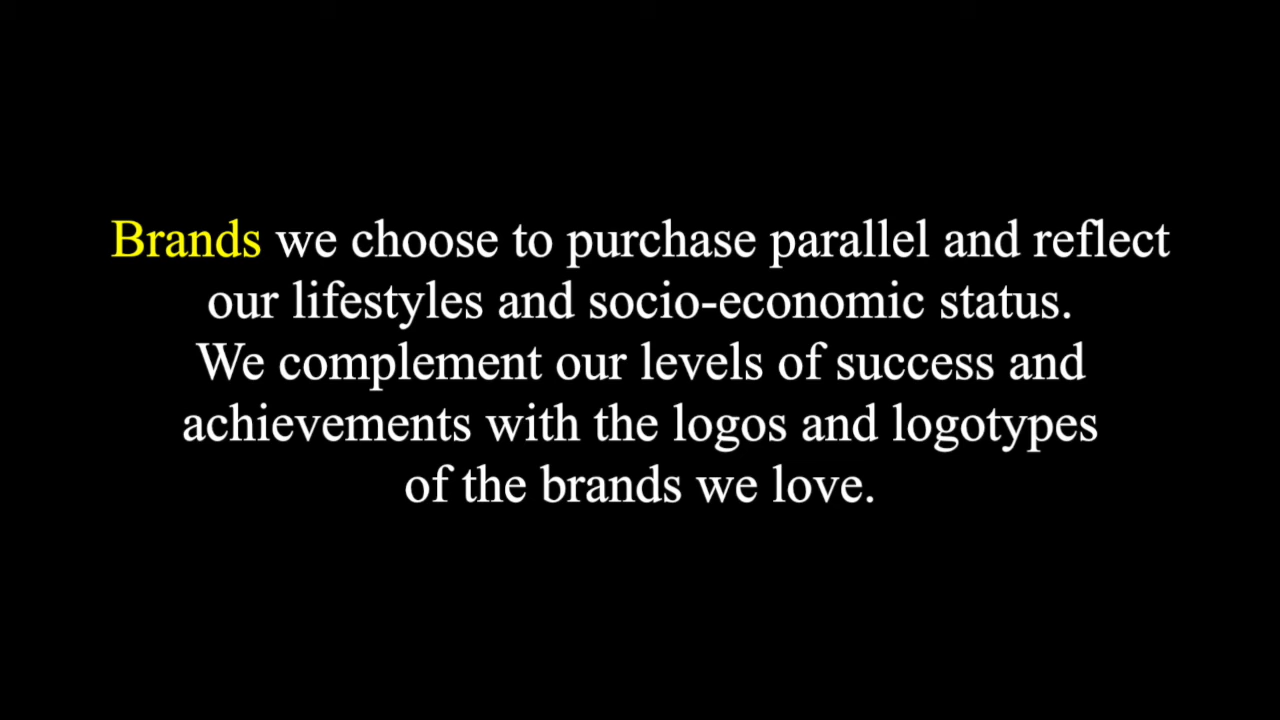 Brands we choose to purchase parallel and reflect
our lifestyles and socio-economic status.
We complement our levels of success and
achievements with the logos and logotypes
of the brands we love.